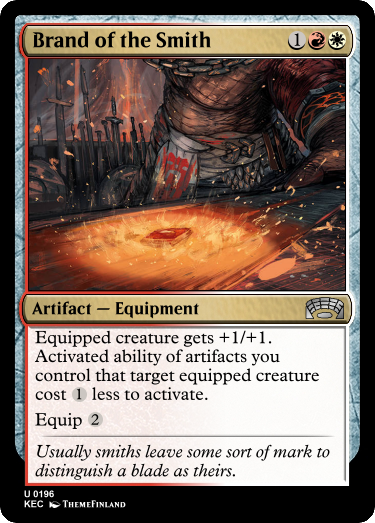 Brand of the Smith 1
Artifact — Equipment
Equipped creature gets +1/+1.
Activated ability of artifacts you
control that target equipped creature
cost 1 less to activate.
Equip 2
Usually smiths leave some sort of mark to
distinguish a blade as theirs.
U 0196
KEC ThemeFinland